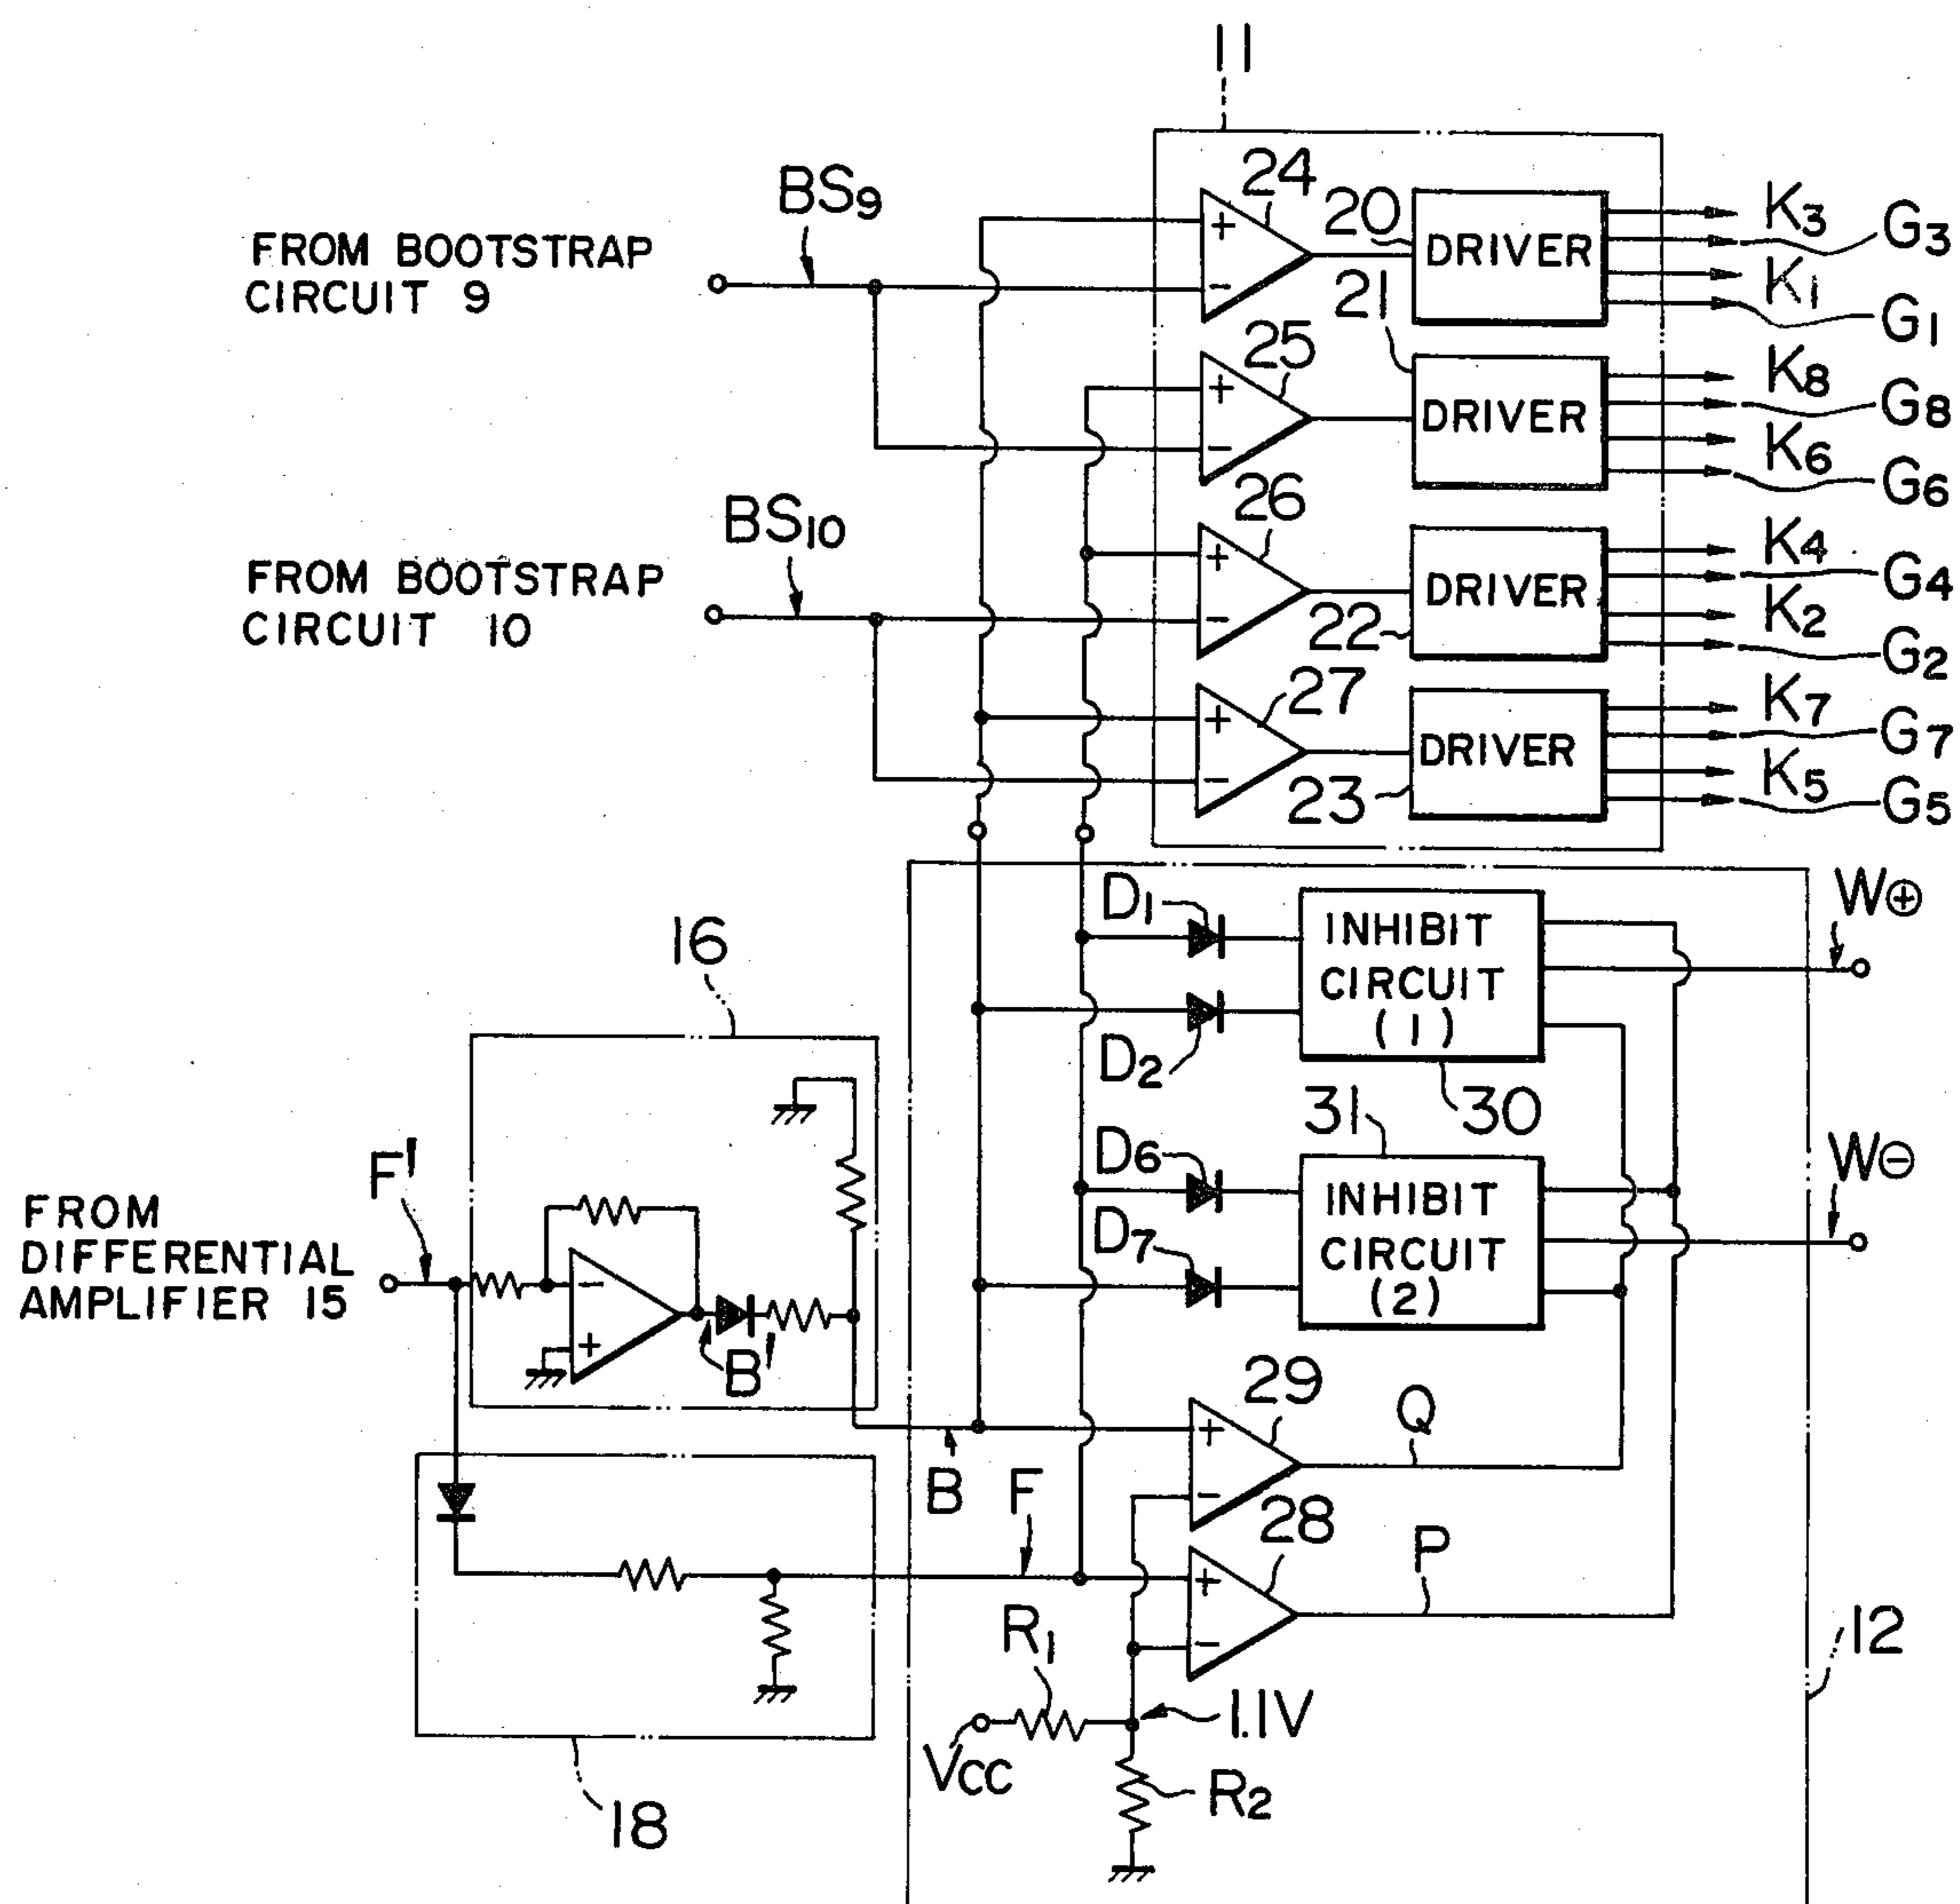 11
24
BS9
20
DRIVER
K3
G3
FROM BOOTSTRAP
CIRCUIT 9
K1
G1
21
25
DRIVER
K8
G8
K6
G6
26
BS10
DRIVER
K4
G4
FROM BOOTSTRAP
CIRCUIT 10
22
K2
G2
27
DRIVER
K7
G7
23
K5
G5
D1
INHIBIT
CIRCUIT
(1)
W⊕
16
D2
30
31
D6
INHIBIT
CIRCUIT
(2)
W⊖
F'
D7
FROM
DIFFERENTIAL
AMPLIFIER 15
B'
29
Q
B
F
28
P
R1
1.1V
12
VCC
R2
18
+
−
+
−
+
−
+
−
−
+
+
−
+
−